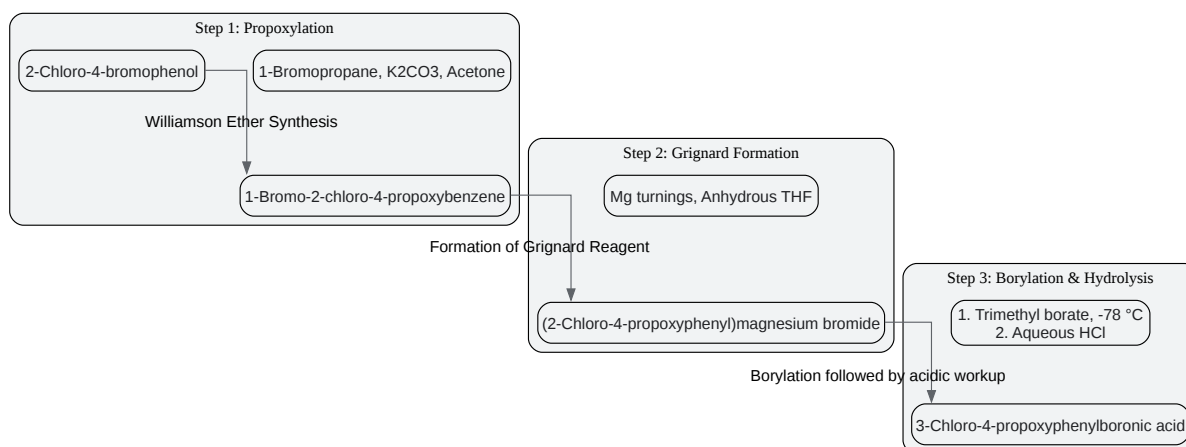 Step 1: Propoxylation
2-Chloro-4-bromophenol
1-Bromopropane, K2CO3, Acetone
Williamson Ether Synthesis
1-Bromo-2-chloro-4-propoxybenzene
Step 2: Grignard Formation
Mg turnings, Anhydrous THF
Formation of Grignard Reagent
(2-Chloro-4-propoxyphenyl)magnesium bromide
Step 3: Borylation & Hydrolysis
1. Trimethyl borate, -78 °C
2. Aqueous HCl
Borylation followed by acidic workup
3-Chloro-4-propoxyphenylboronic acid